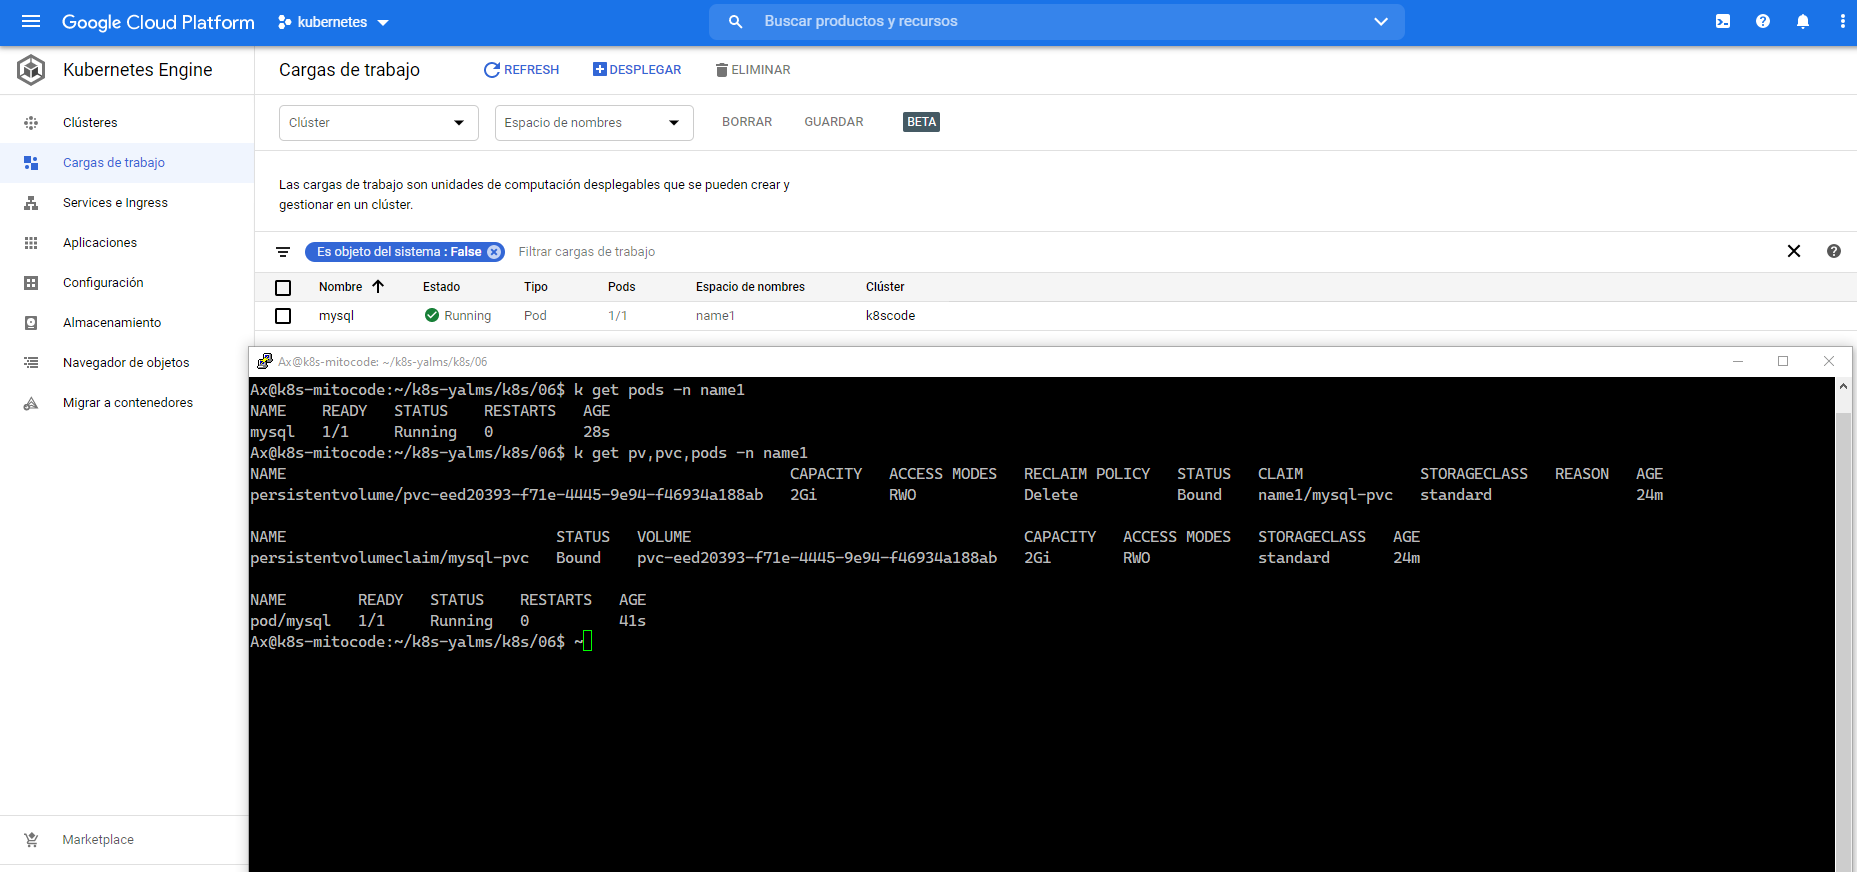 Google Cloud Platform kubernetes Buscar productos y recursos
Kubernetes Engine
Clústeres
Cargas de trabajo
Services e Ingress
Aplicaciones
Configuración
Almacenamiento
Navegador de objetos
Migrar a contenedores
Marketplace
Cargas de trabajo REFRESH DESPLEGAR ELIMINAR
Clúster Espacio de nombres BORRAR GUARDAR BETA
Las cargas de trabajo son unidades de computación desplegables que se pueden crear y
gestionar en un clúster.
Es objeto del sistema : False Filtrar cargas de trabajo
Nombre Estado Tipo Pods Espacio de nombres Clúster
mysql Running Pod 1/1 name1 k8scode
Ax@k8s-mitocode: ~/k8s-yalms/k8s/06
Ax@k8s-mitocode:~/k8s-yalms/k8s/06$ k get pods -n name1
NAME READY STATUS RESTARTS AGE
mysql 1/1 Running 0 28s
Ax@k8s-mitocode:~/k8s-yalms/k8s/06$ k get pv,pvc,pods -n name1
NAME CAPACITY ACCESS MODES RECLAIM POLICY STATUS CLAIM STORAGECLASS REASON AGE
persistentvolume/pvc-eed20393-f71e-4445-9e94-f46934a188ab 2Gi RWO Delete Bound name1/mysql-pvc standard 24m
NAME STATUS VOLUME CAPACITY ACCESS MODES STORAGECLASS AGE
persistentvolumeclaim/mysql-pvc Bound pvc-eed20393-f71e-4445-9e94-f46934a188ab 2Gi RWO standard 24m
NAME READY STATUS RESTARTS AGE
pod/mysql 1/1 Running 0 41s
Ax@k8s-mitocode:~/k8s-yalms/k8s/06$ ~